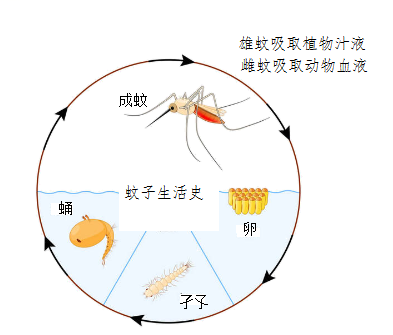 雄蚊吸取植物汁液
雌蚊吸取动物血液
成蚊
蚊子生活史
蛹
卵
孑孓